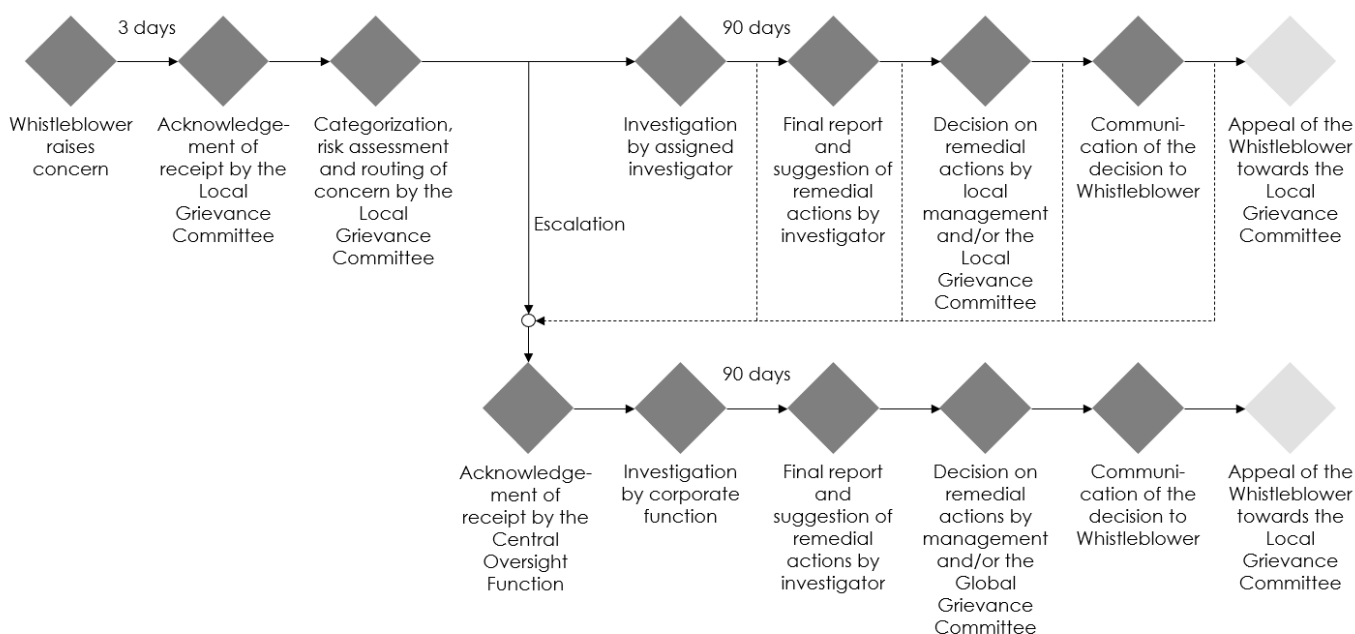 3 days
90 days
Whistleblower
raises
concern
Acknowledge-
ment of
receipt by the
Local
Grievance
Committee
Categorization,
risk assessment
and routing of
concern by the
Local
Grievance
Committee
Investigation
by assigned
investigator
Final report
and
suggestion of
remedial
actions by
investigator
Decision on
remedial
actions by
local
management
and/or the
Local
Grievance
Committee
Communi-
cation of the
decision to
Whistleblower
Appeal of the
Whistleblower
towards the
Local
Grievance
Committee
Escalation
90 days
Acknowledge-
ment of
receipt by the
Central
Oversight
Function
Investigation
by corporate
function
Final report
and
suggestion of
remedial
actions by
investigator
Decision on
remedial
actions by
management
and/or the
Global
Grievance
Committee
Communi-
cation of the
decision to
Whistleblower
Appeal of the
Whistleblower
towards the
Local
Grievance
Committee